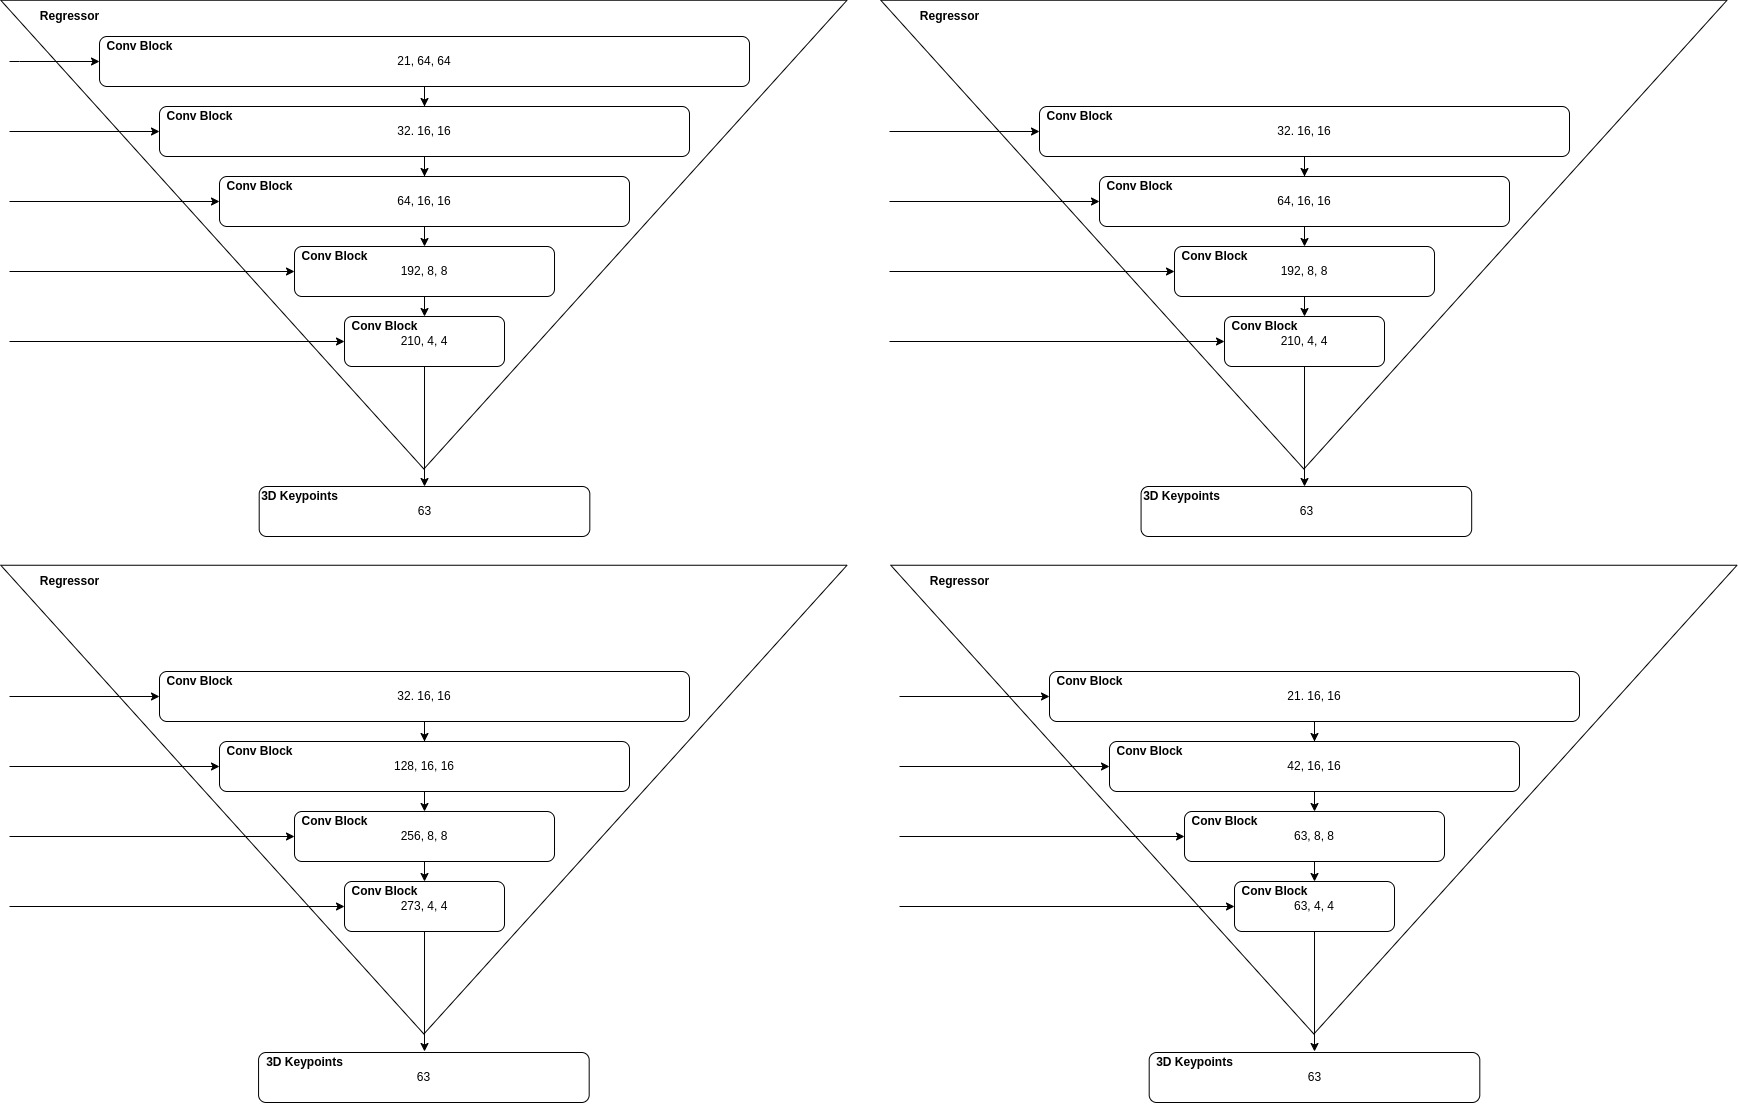 Regressor
Conv Block
21, 64, 64
Conv Block
32. 16, 16
Conv Block
64, 16, 16
Conv Block
192, 8, 8
Conv Block
210, 4, 4
3D Keypoints
63
Regressor
Conv Block
32. 16, 16
Conv Block
64, 16, 16
Conv Block
192, 8, 8
Conv Block
210, 4, 4
3D Keypoints
63
Regressor
Conv Block
32. 16, 16
Conv Block
128, 16, 16
Conv Block
256, 8, 8
Conv Block
273, 4, 4
3D Keypoints
63
Regressor
Conv Block
21. 16, 16
Conv Block
42, 16, 16
Conv Block
63, 8, 8
Conv Block
63, 4, 4
3D Keypoints
63